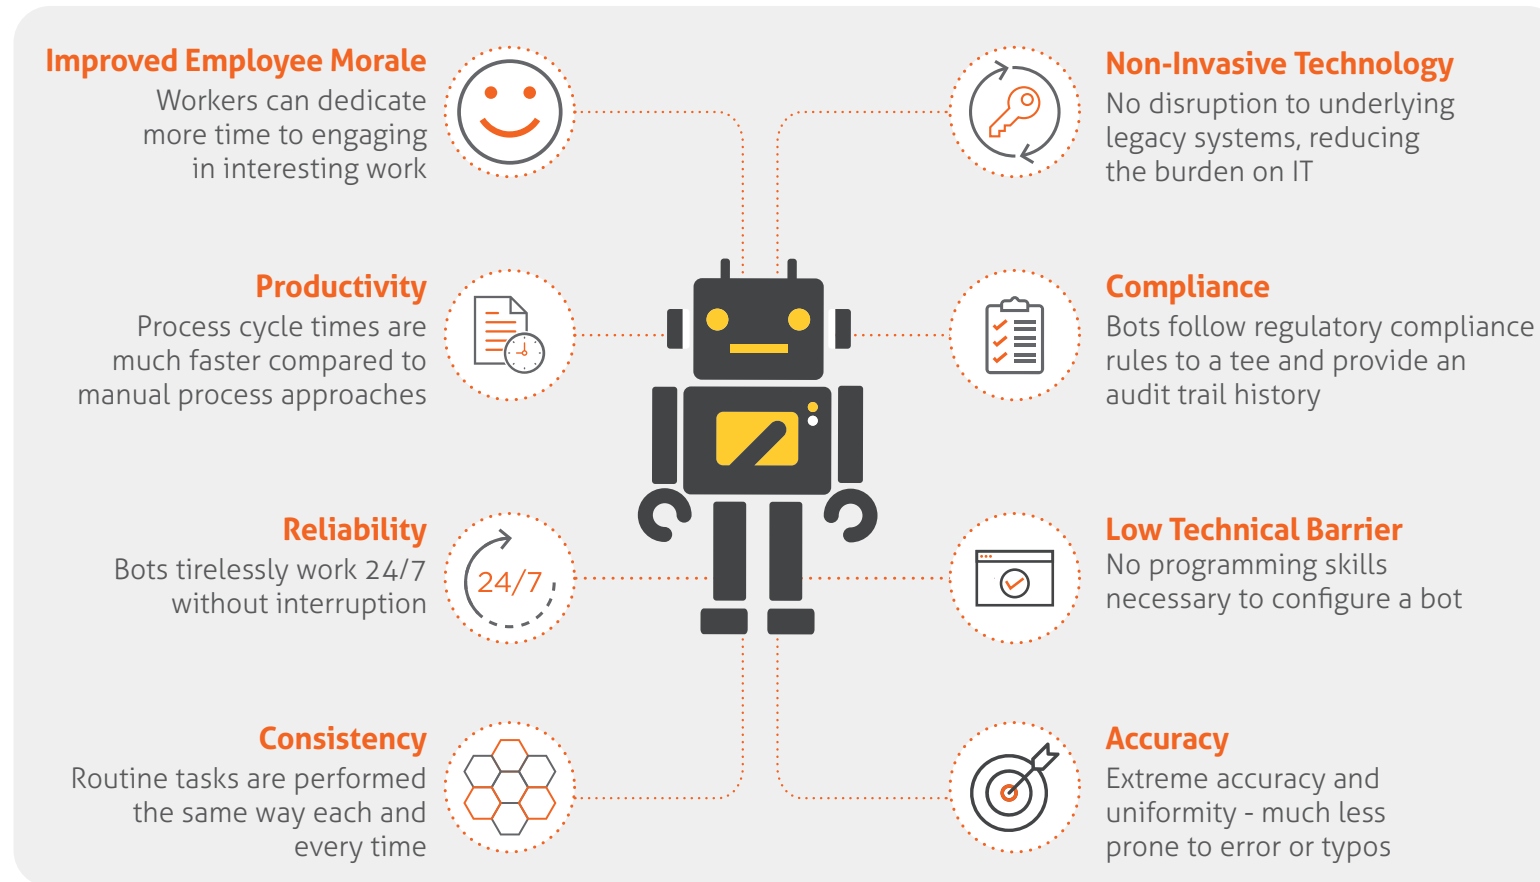 Improved Employee Morale
Workers can dedicate
more time to engaging
in interesting work
Productivity
Process cycle times are
much faster compared to
manual process approaches
Reliability
Bots tirelessly work 24/7
without interruption
24/7
Consistency
Routine tasks are performed
the same way each and
every time
Non-Invasive Technology
No disruption to underlying
legacy systems, reducing
the burden on IT
Compliance
Bots follow regulatory compliance
rules to a tee and provide an
audit trail history
Low Technical Barrier
No programming skills
necessary to configure a bot
Accuracy
Extreme accuracy and
uniformity - much less
prone to error or typos